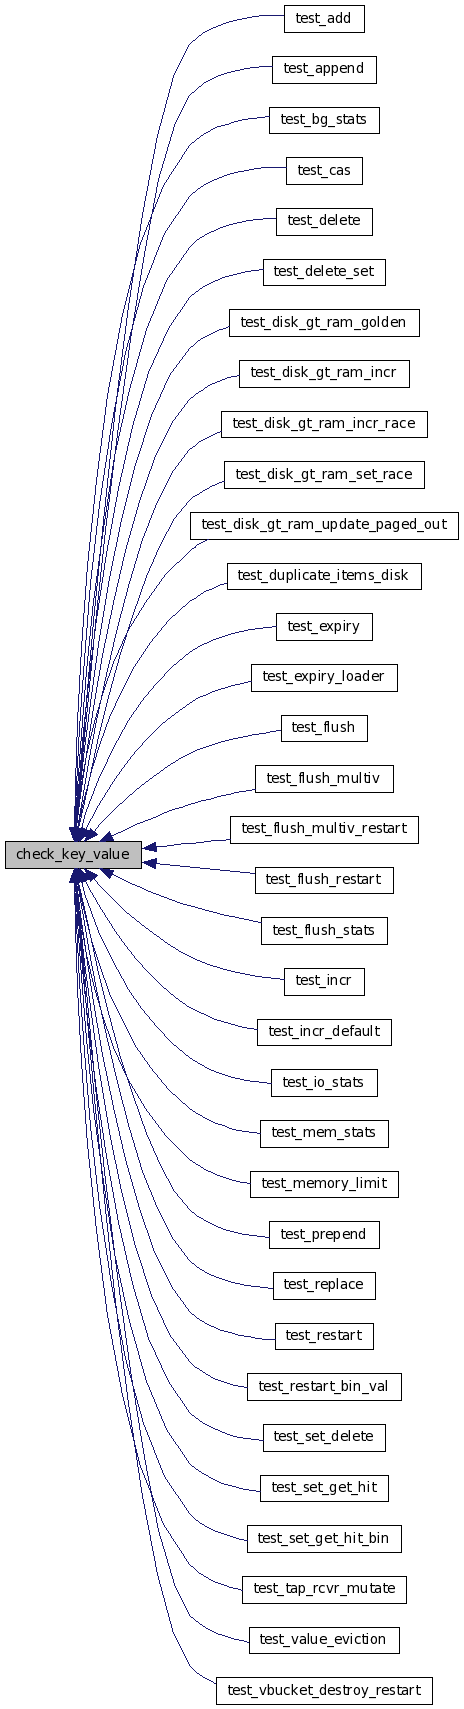 test_add
test_append
test_bg_stats
test_cas
test_delete
test_delete_set
test_disk_gt_ram_golden
test_disk_gt_ram_incr
test_disk_gt_ram_incr_race
test_disk_gt_ram_set_race
test_disk_gt_ram_update_paged_out
test_duplicate_items_disk
test_expiry
test_expiry_loader
test_flush
test_flush_multiv
test_flush_multiv_restart
check_key_value
test_flush_restart
test_flush_stats
test_incr
test_incr_default
test_io_stats
test_mem_stats
test_memory_limit
test_prepend
test_replace
test_restart
test_restart_bin_val
test_set_delete
test_set_get_hit
test_set_get_hit_bin
test_tap_rcvr_mutate
test_value_eviction
test_vbucket_destroy_restart